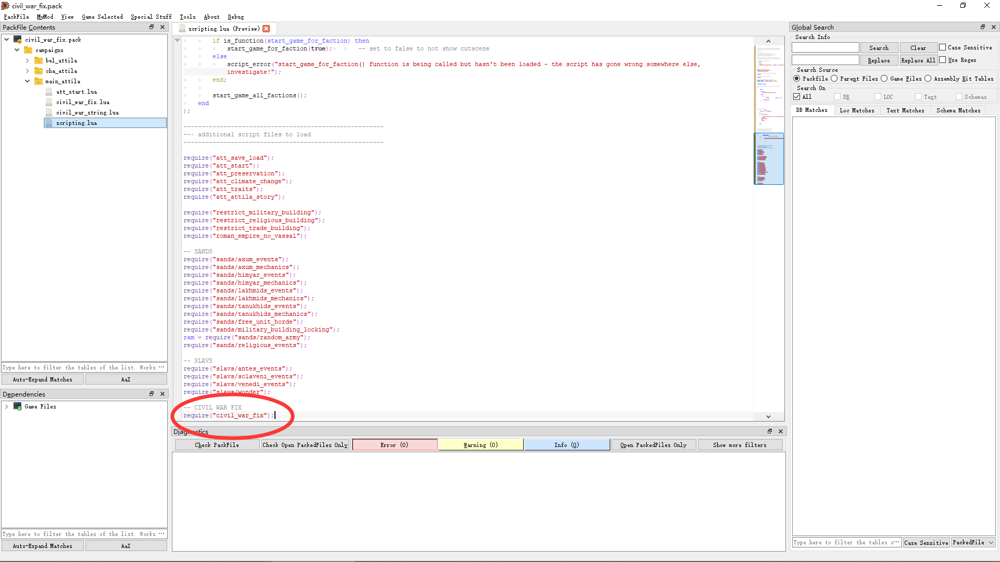 civil_war_fix.pack
PackFile MyMod View Game Selected Special Stuff Tools About Debug
PackFile Contents
civil_war_fix.pack
campaigns
bel_attila
cha_attila
main_attila
att_start.lua
civil_war_fix.lua
civil_war_string.lua
scripting.lua
Type here to filter the tables of the list. Works ···
Auto-Expand Matches AaI
Dependencies
Game Files
Type here to filter the tables of the list. Works ···
Auto-Expand Matches AaI
scripting.lua (Preview)
if is_function(start_game_for_faction) then
start_game_for_faction(true); -- set to false to not show cutscene
else
script_error("start_game_for_faction() function is being called but hasn't been loaded - the script has gone wrong somewhere else,
investigate!");
end;
start_game_all_factions();
end
);
-------------------------------------------------------
--> additional script files to load
-------------------------------------------------------
require("att_save_load");
require("att_start");
require("att_preservation");
require("att_climate_change");
require("att_traits");
require("att_attila_story");
require("restrict_military_building");
require("restrict_religious_building");
require("restrict_trade_building");
require("roman_empire_no_vassal");
-- SANDS
require("sands/axum_events");
require("sands/axum_mechanics");
require("sands/himyar_events");
require("sands/himyar_mechanics");
require("sands/lakhmids_events");
require("sands/lakhmids_mechanics");
require("sands/tanukhids_events");
require("sands/tanukhids_mechanics");
require("sands/free_unit_horde");
require("sands/military_building_locking");
ram = require("sands/random_army");
require("sands/religious_events");
-- SLAVS
require("slavs/antes_events");
require("slavs/sclaveni_events");
require("slavs/venedi_events");
require("slavs/wonder");
-- CIVIL WAR FIX
require("civil_war_fix");
Diagnostics
Check PackFile Check Open PackedFiles Only Error (0) Warning (0) Info (0) Open PackedFiles Only Show more filters
Global Search
Search Info
Search Clear Case Sensitive
Replace Replace All Use Regex
Search Source
Packfile Parent Files Game Files Assembly Kit Tables
Search On
All DB LOC Text Schemas
DB Matches Loc Matches Text Matches Schema Matches
Type here to filter the tables o··· Case Sensitive PackedFile